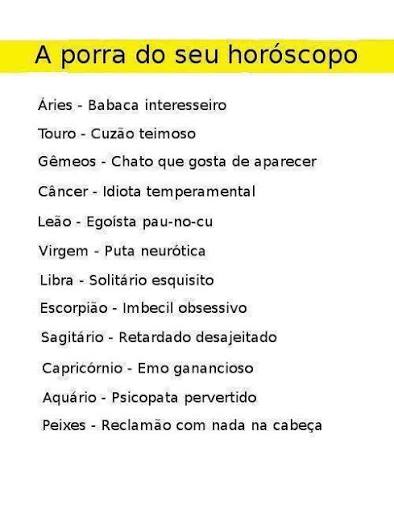 A porra do seu horóscopo
Áries - Babaca interesseiro
Touro - Cuzão teimoso
Gêmeos - Chato que gosta de aparecer
Câncer - Idiota temperamental
Leão - Egoísta pau-no-cu
Virgem - Puta neurótica
Libra - Solitário esquisito
Escorpião - Imbecil obsessivo
Sagitário - Retardado desajeitado
Capricórnio - Emo ganancioso
Aquário - Psicopata pervertido
Peixes - Reclamão com nada na cabeça